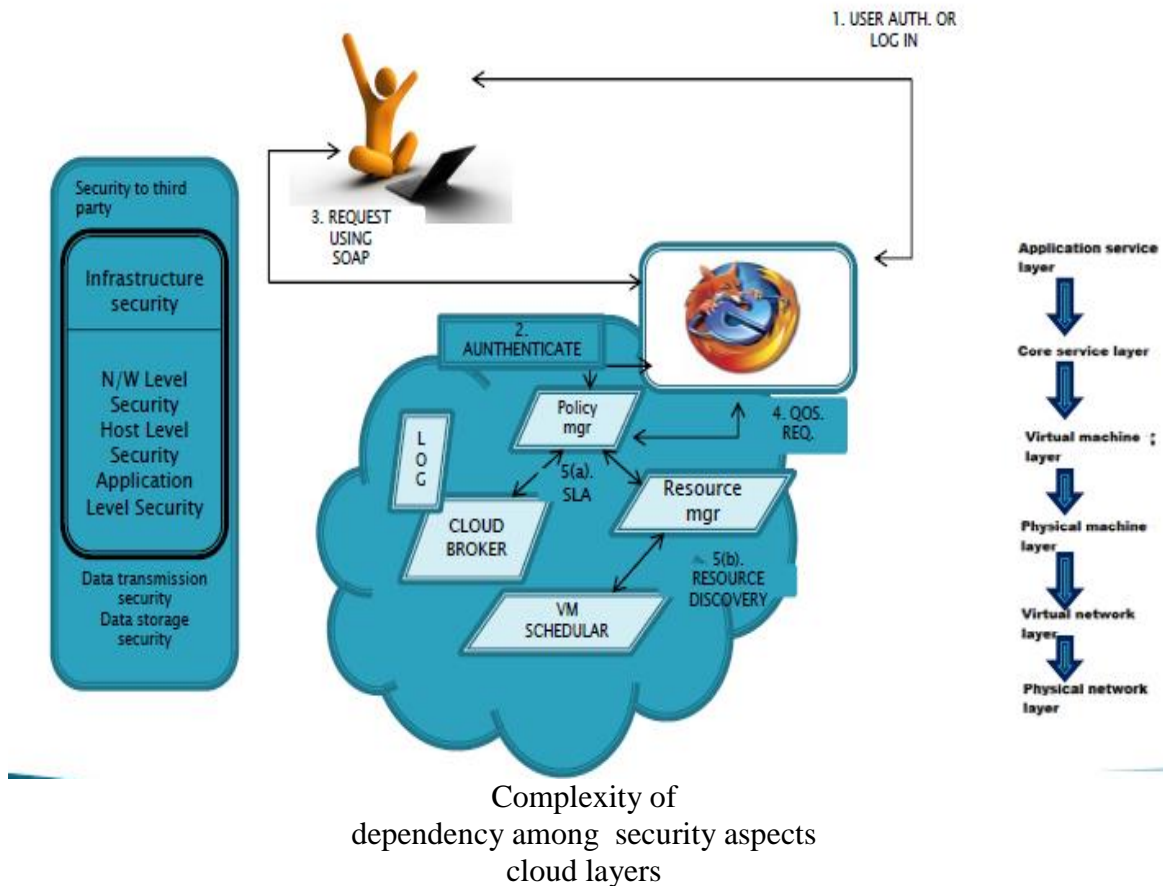 1. USER AUTH. OR
LOG IN
Security to third
party
Infrastructure
security
N/W Level
Security
Host Level
Security
Application
Level Security
Data transmission
security
Data storage
security
3. REQUEST
USING
SOAP
2.
AUNTHENTICATE
Policy
mgr
4. QOS.
REQ.
L
O
G
5(a).
SLA
CLOUD
BROKER
Resource
mgr
5(b).
RESOURCE
DISCOVERY
VM
SCHEDULAR
Application service
layer
Core service layer
Virtual machine ;
layer
Physical machine
layer
Virtual network
layer
Physical network
layer
Complexity of
dependency among security aspects
cloud layers